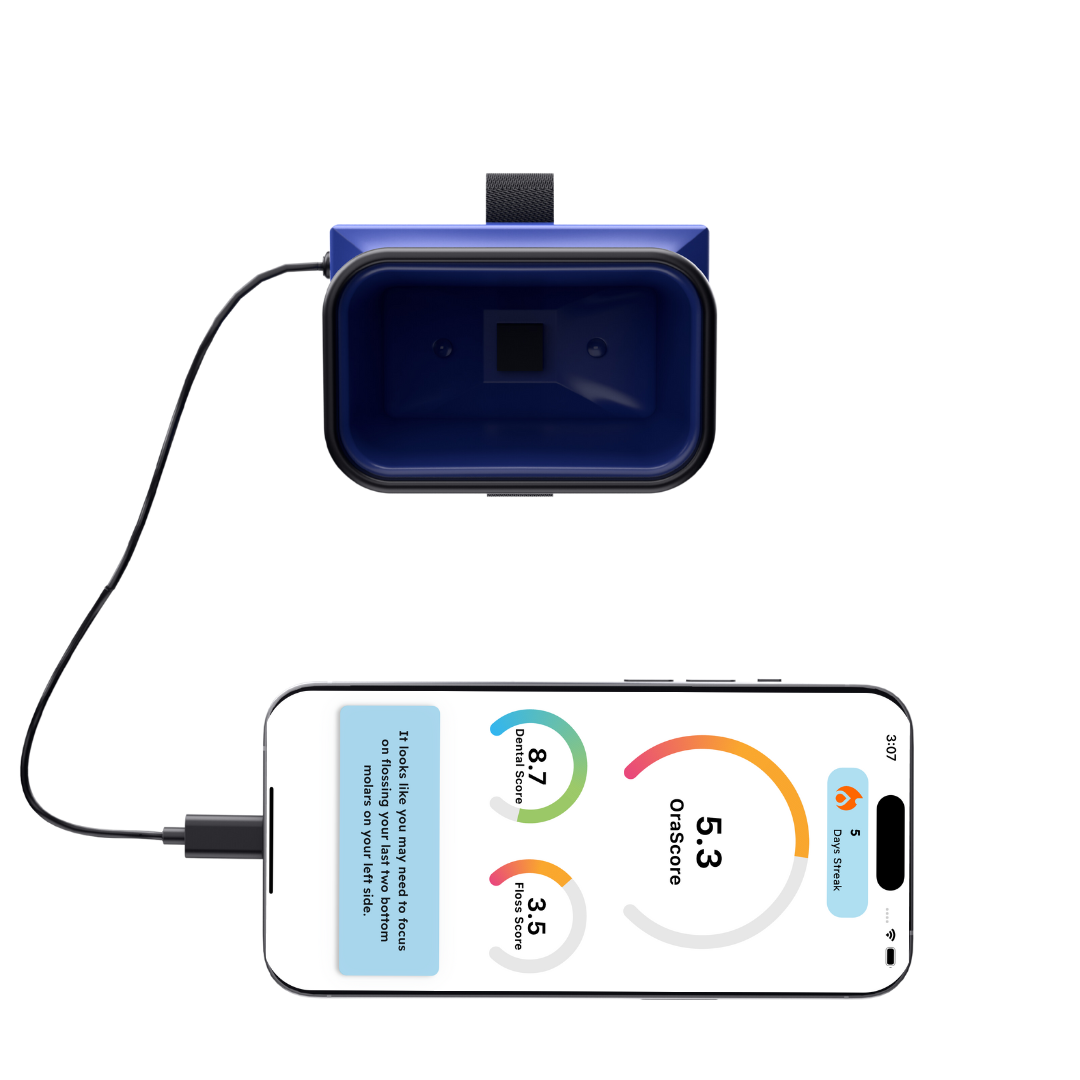 3:07
5
Days Streak
5.3
OraScore
8.7
Dental Score
3.5
Floss Score
It looks like you may need to focus
on flossing your last two bottom
molars on your left side.